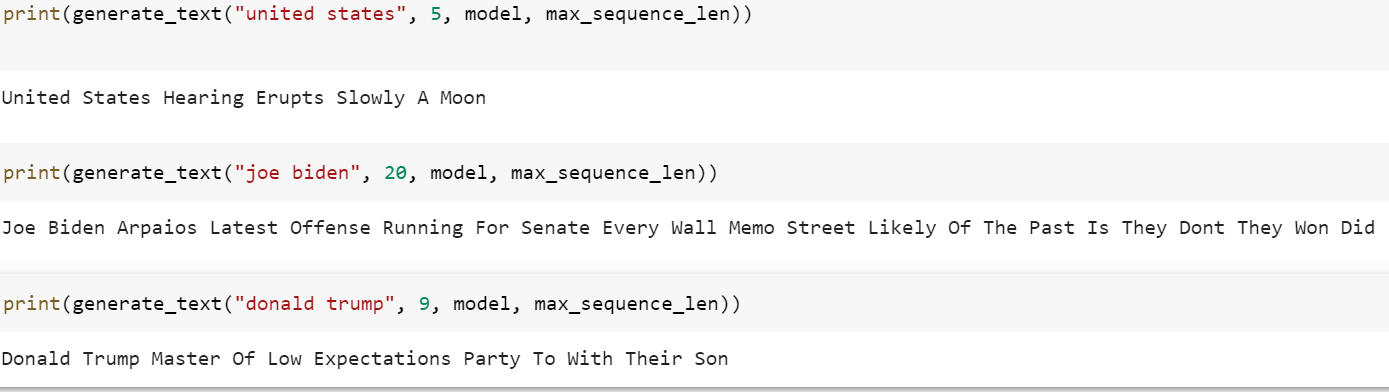 print(generate_text("united states", 5, model, max_sequence_len))
United States Hearing Erupts Slowly A Moon
print(generate_text("joe biden", 20, model, max_sequence_len))
Joe Biden Arpaios Latest Offense Running For Senate Every Wall Memo Street Likely Of The Past Is They Dont They Won Did
print(generate_text("donald trump", 9, model, max_sequence_len))
Donald Trump Master Of Low Expectations Party To With Their Son